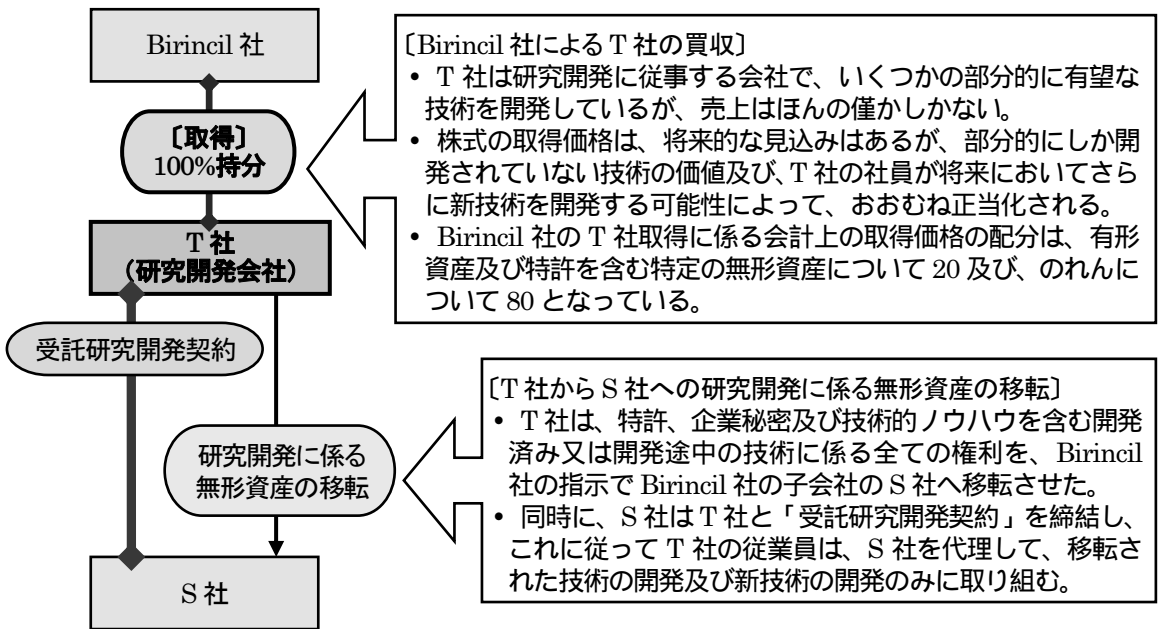 Birincil 社
〔取得〕
100%持分
T 社
（研究開発会社）
受託研究開発契約
研究開発に係る
無形資産の移転
S 社
〔Birincil 社による T 社の買収〕
• T 社は研究開発に従事する会社で、いくつかの部分的に有望な
技術を開発しているが、売上はほんの僅かしかない。
• 株式の取得価格は、将来的な見込みはあるが、部分的にしか開
発されていない技術の価値及び、T 社の社員が将来においてさら
に新技術を開発する可能性によって、おおむね正当化される。
• Birincil 社の T 社取得に係る会計上の取得価格の配分は、有形
資産及び特許を含む特定の無形資産について 20 及び、のれんに
ついて 80 となっている。
〔T 社から S 社への研究開発に係る無形資産の移転〕
• T 社は、特許、企業秘密及び技術的ノウハウを含む開発
済み又は開発途中の技術に係る全ての権利を、Birincil
社の指示で Birincil 社の子会社の S 社へ移転させた。
• 同時に、S 社は T 社と「受託研究開発契約」を締結し、
これに従って T 社の従業員は、S 社を代理して、移転さ
れた技術の開発及び新技術の開発のみに取り組む。